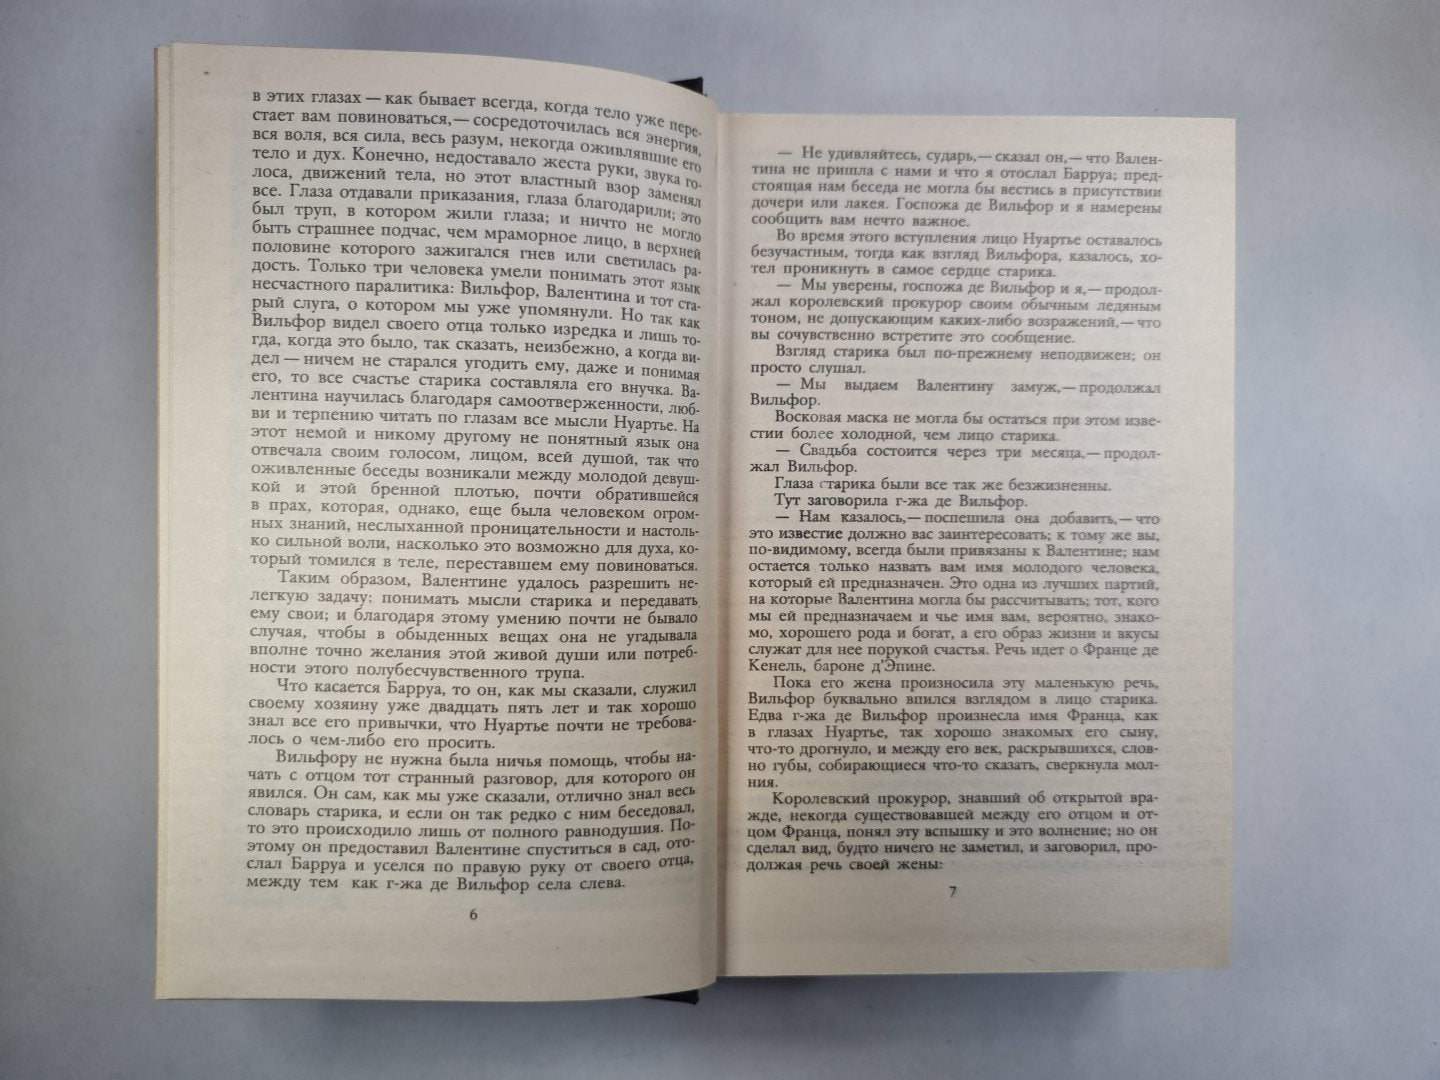 в этих глазах — как бывает всегда, когда тело уже пере-
стает вам повиноваться,— сосредоточилась вся энергия,
вся воля, вся сила, весь разум, некогда оживлявшие его
тело и дух. Конечно, недоставало жеста руки, звука го-
лоса, движений тела, но этот властный взор заменял
все. Глаза отдавали приказания, глаза благодарили; это
был труп, в котором жили глаза; и ничто не могло
быть страшнее подчас, чем мраморное лицо, в верхней
половине которого зажигался гнев или светилась ра-
дость. Только три человека умели понимать этот язык
несчастного паралитика: Вильфор, Валентина и тот ста-
рый слуга, о котором мы уже упомянули. Но так как
Вильфор видел своего отца только изредка и лишь то-
гда, когда это было, так сказать, неизбежно, а когда ви-
дел — ничем не старался угодить ему, даже и понимая
его, то все счастье старика составляла его внучка. Ва-
лентина научилась благодаря самоотверженности, люб-
ви и терпению читать по глазам все мысли Нуартье. На
этот немой и никому другому не понятный язык она
отвечала своим голосом, лицом, всей душой, так что
оживленные беседы возникали между молодой девуш-
кой и этой бренной плотью, почти обратившейся
в прах, которая, однако, еще была человеком огром-
ных знаний, неслыханной проницательности и настоль-
ко сильной воли, насколько это возможно для духа, ко-
торый томился в теле, переставшем ему повиноваться.
Таким образом, Валентине удалось разрешить не-
легкую задачу: понимать мысли старика и передавать
ему свои; и благодаря этому умению почти не бывало
случая, чтобы в обыденных вещах она не угадывала
вполне точно желания этой живой души или потреб-
ности этого полубесчувственного трупа.
Что касается Барруа, то он, как мы сказали, служил
своему хозяину уже двадцать пять лет и так хорошо
знал все его привычки, что Нуартье почти не требова-
лось о чем-либо его просить.
Вильфору не нужна была ничья помощь, чтобы на-
чать с отцом тот странный разговор, для которого он
явился. Он сам, как мы уже сказали, отлично знал весь
словарь старика, и если он так редко с ним беседовал,
то это происходило лишь от полного равнодушия. По-
этому он предоставил Валентине спуститься в сад, ото-
слал Барруа и уселся по правую руку от своего отца,
между тем как г-жа де Вильфор села слева.
6
— Не удивляйтесь, сударь,— сказал он,— что Вален-
тина не пришла с нами и что я отослал Барруа; пред-
стоящая нам беседа не могла бы вестись в присутствии
дочери или лакея. Госпожа де Вильфор и я намерены
сообщить вам нечто важное.
Во время этого вступления лицо Нуартье оставалось
безучастным, тогда как взгляд Вильфора, казалось, хо-
тел проникнуть в самое сердце старика.
— Мы уверены, госпожа де Вильфор и я,— продол-
жал королевский прокурор своим обычным ледяным
тоном, не допускающим каких-либо возражений,— что
вы сочувственно встретите это сообщение.
Взгляд старика был по-прежнему неподвижен; он
просто слушал.
— Мы выдаем Валентину замуж,— продолжал
Вильфор.
Восковая маска не могла бы остаться при этом изве-
стии более холодной, чем лицо старика.
— Свадьба состоится через три месяца,— продол-
жал Вильфор.
Глаза старика были все так же безжизненны.
Тут заговорила г-жа де Вильфор.
— Нам казалось,— поспешила она добавить,— что
это известие должно вас заинтересовать; к тому же вы,
по-видимому, всегда были привязаны к Валентине; нам
остается только назвать вам имя молодого человека,
который ей предназначен. Это одна из лучших партий,
на которые Валентина могла бы рассчитывать; тот, кого
мы ей предназначаем и чье имя вам, вероятно, знако-
мо, хорошего рода и богат, а его образ жизни и вкусы
служат для нее порукой счастья. Речь идет о Франце де
Кенель, бароне д’Эпине.
Пока его жена произносила эту маленькую речь,
Вильфор буквально впился взглядом в лицо старика.
Едва г-жа де Вильфор произнесла имя Франца, как
в глазах Нуартье, так хорошо знакомых его сыну,
что-то дрогнуло, и между его век, раскрывшихся, слов-
но губы, собирающиеся что-то сказать, сверкнула мол-
ния.
Королевский прокурор, знавший об открытой вра-
жде, некогда существовавшей между его отцом и от-
цом Франца, понял эту вспышку и это волнение; но он
сделал вид, будто ничего не заметил, и заговорил, про-
должая речь своей жены:
7